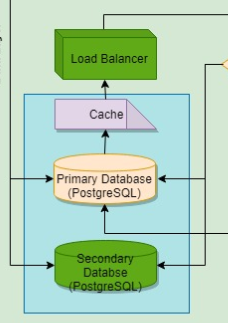 Load Balancer
Cache
Primary Database
(PostgreSQL)
Secondary
Databse
(PostgreSQL)